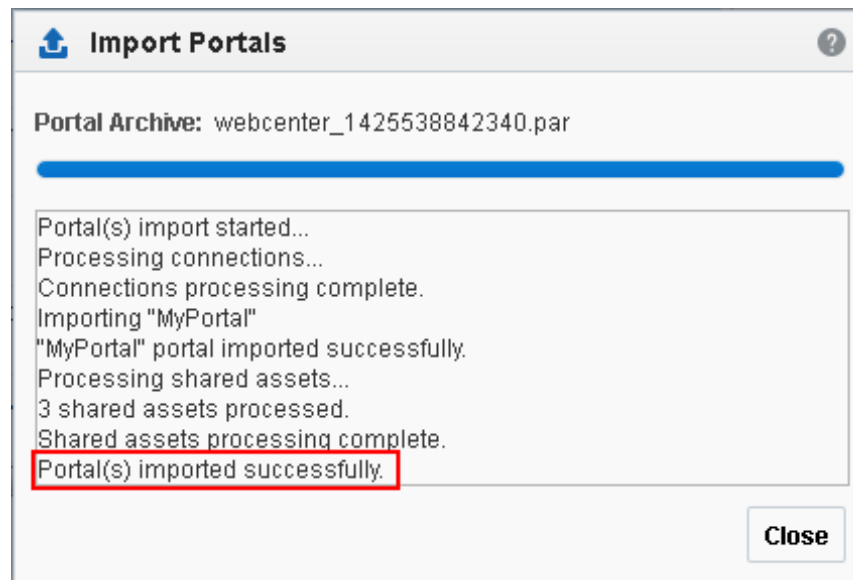 Import Portals
?
Portal Archive: webcenter_1425538842340.par
Portal(s) import started...
Processing connections...
Connections processing complete.
Importing "MyPortal"
"MyPortal" portal imported successfully.
Processing shared assets...
3 shared assets processed.
Shared assets processing complete.
Portal(s) imported successfully.
Close